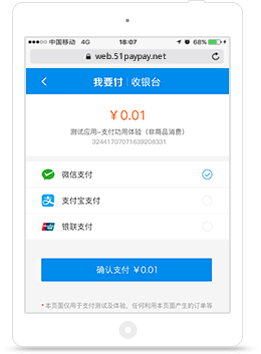 中国移动 4G 18:07 68%
web.51paypay.net
我要付 收银台
¥0.01
测试应用-支付功用体验（非商品消费）
32441707071639208331
微信支付
支付宝支付
银联支付
确认支付 ¥0.01
*本页面仅用于支付测试及体验，任何利用本页面产生的订单等